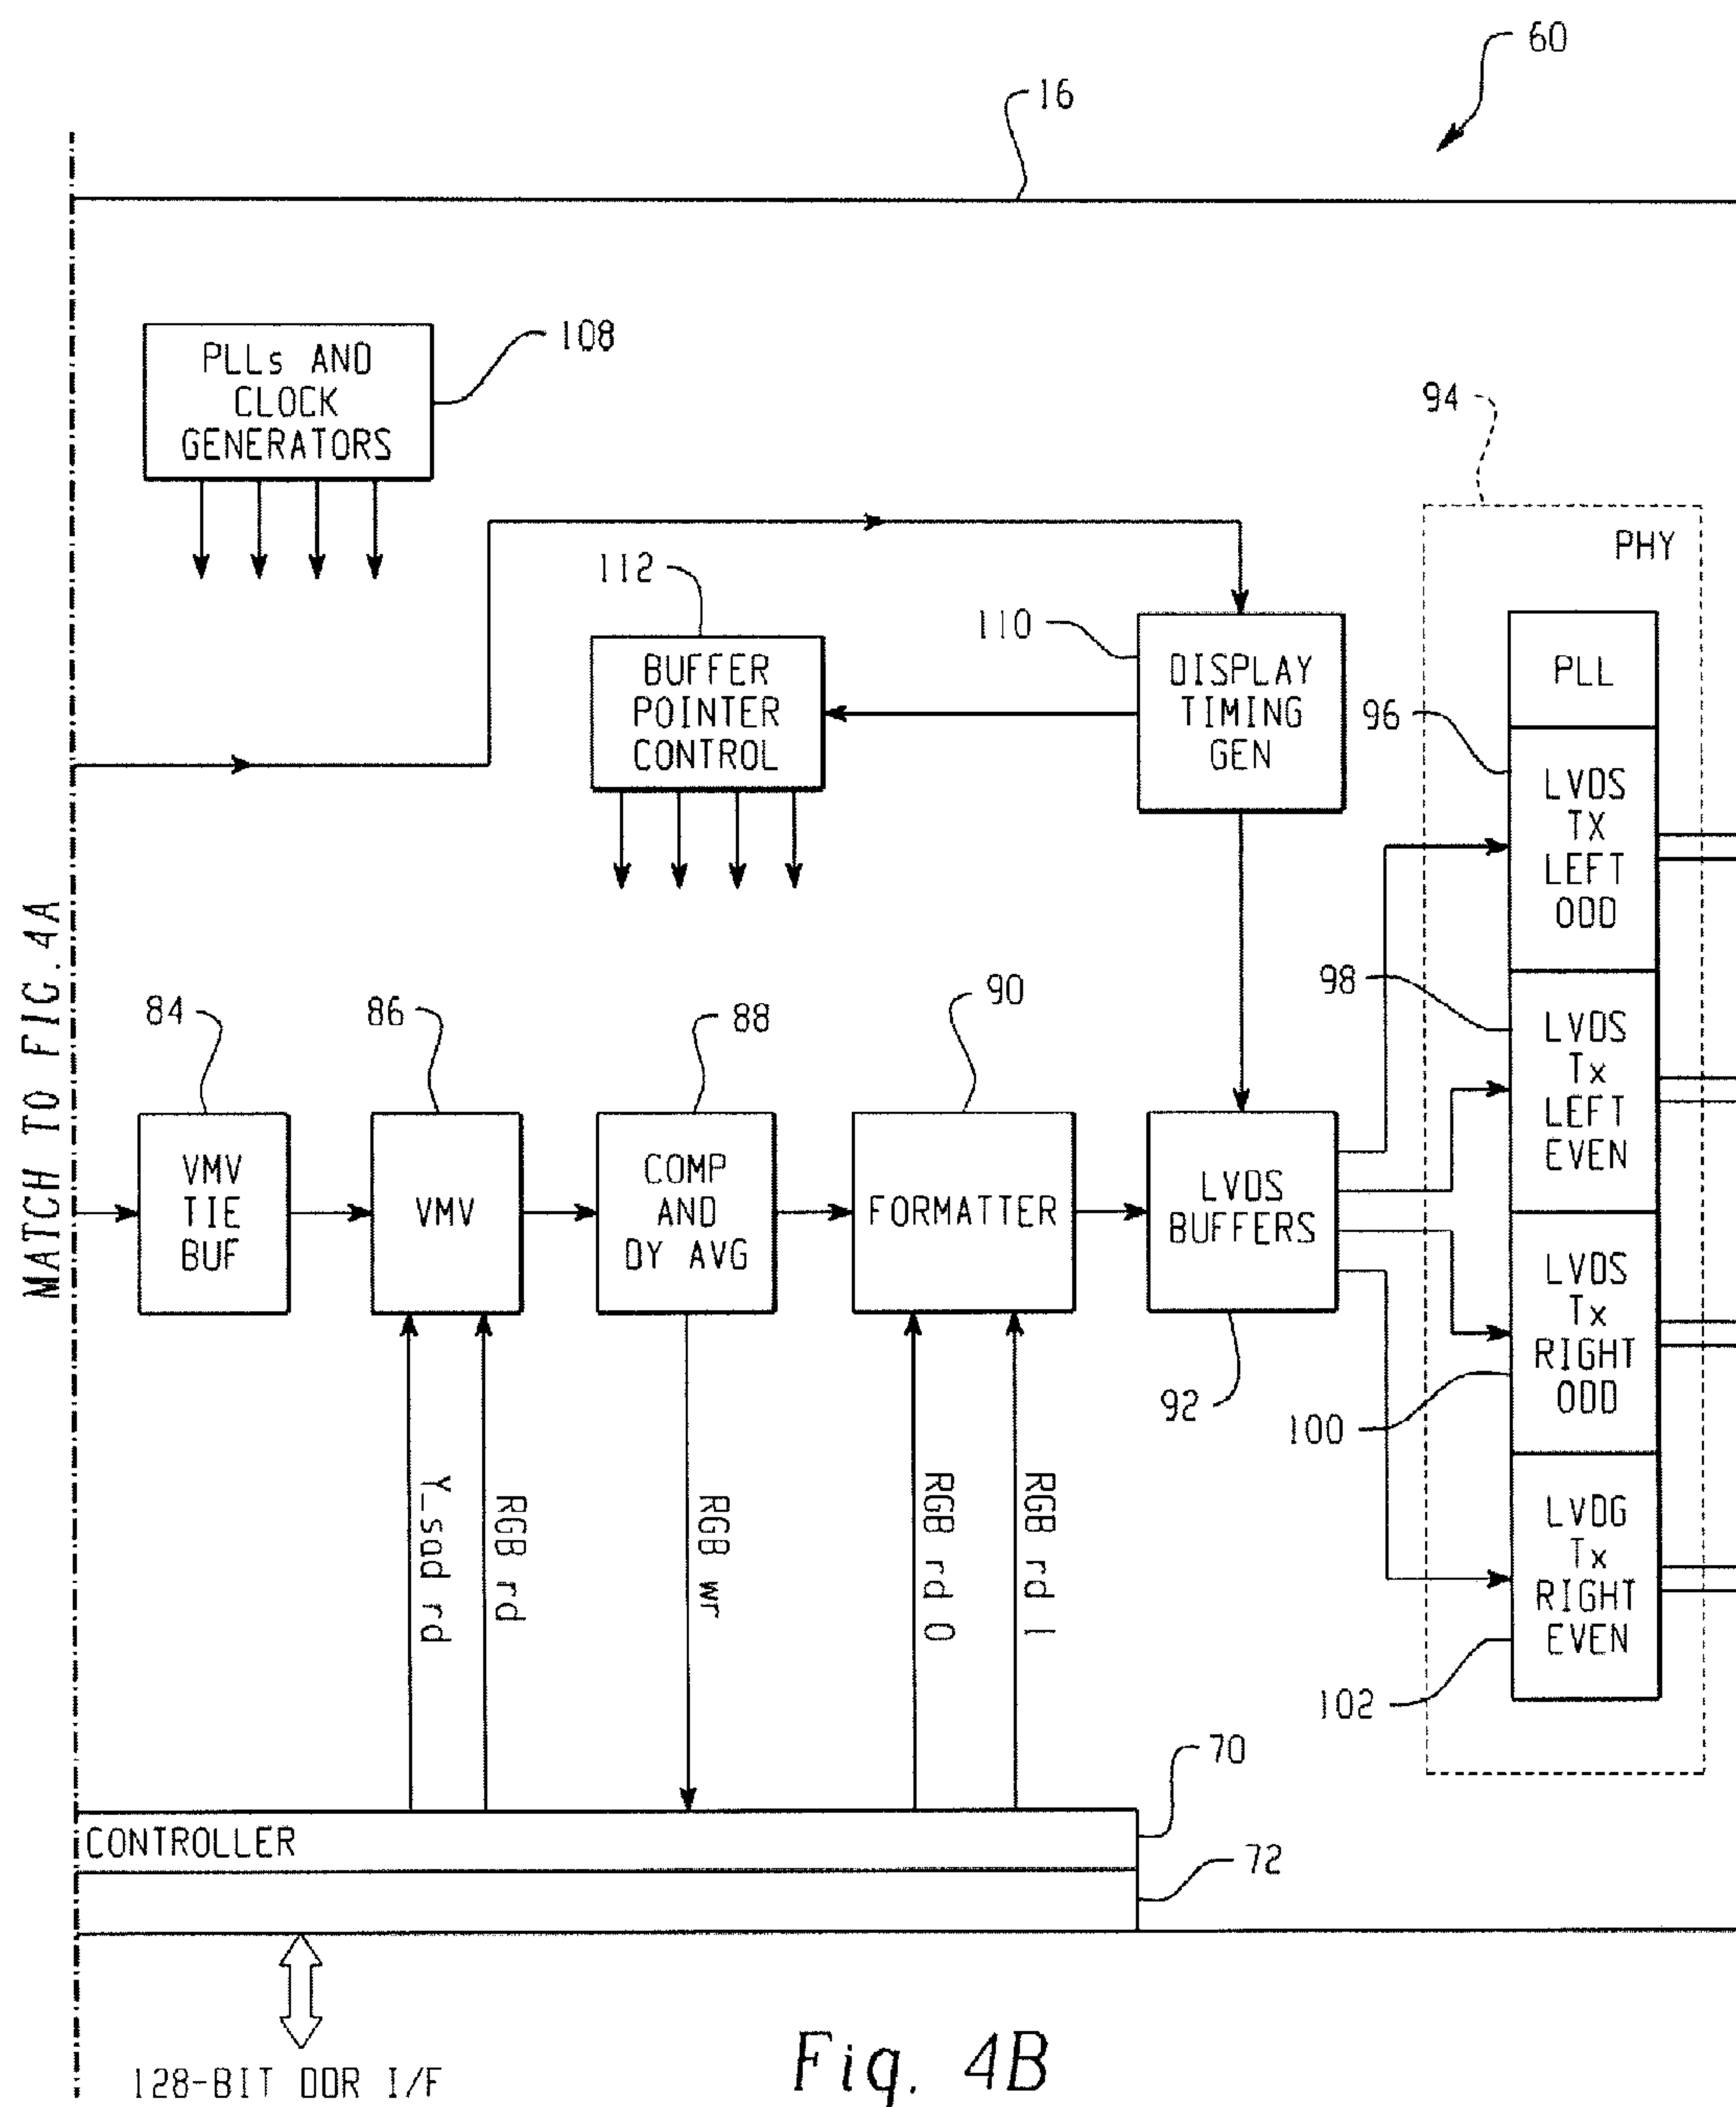 60
16
PLLs AND
CLOCK
GENERATORS
108
94
PHY
112
BUFFER
POINTER
CONTROL
110
DISPLAY
TIMING
GEN
PLL
96
LVDS
TX
LEFT
ODD
98
LVDS
Tx
LEFT
EVEN
LVDS
Tx
RIGHT
ODD
100
LVDG
Tx
RIGHT
EVEN
102
MATCH TO FIG.4A
84
VMV
TIE
BUF
86
VMV
88
COMP
AND
DY AVG
90
FORMATTER
LVDS
BUFFERS
92
Y_sad rd
RGB rd
RGB wr
RGB rd 0
RGB rd 1
70
CONTROLLER
72
128-BIT DDR I/F
Fig. 4B